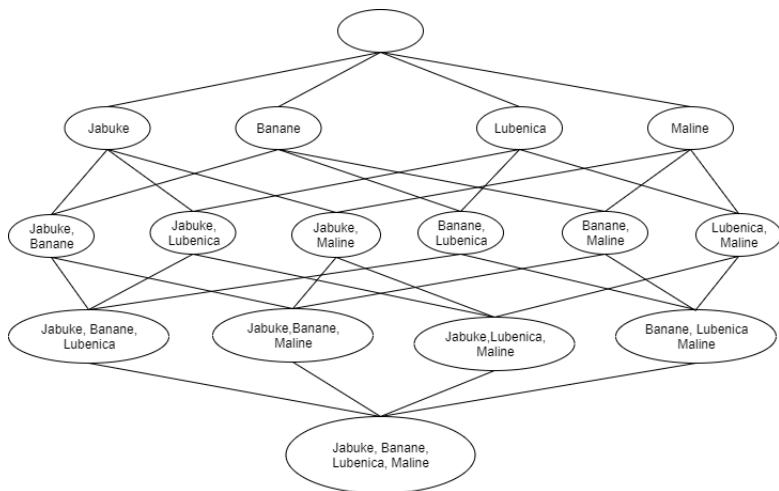 Jabuke
Banane
Lubenica
Maline
Jabuke,
Banane
Jabuke,
Lubenica
Jabuke,
Maline
Banane,
Lubenica
Banane,
Maline
Lubenica,
Maline
Jabuke, Banane,
Lubenica
Jabuke,Banane,
Maline
Jabuke,Lubenica,
Maline
Banane, Lubenica
Maline
Jabuke, Banane,
Lubenica, Maline